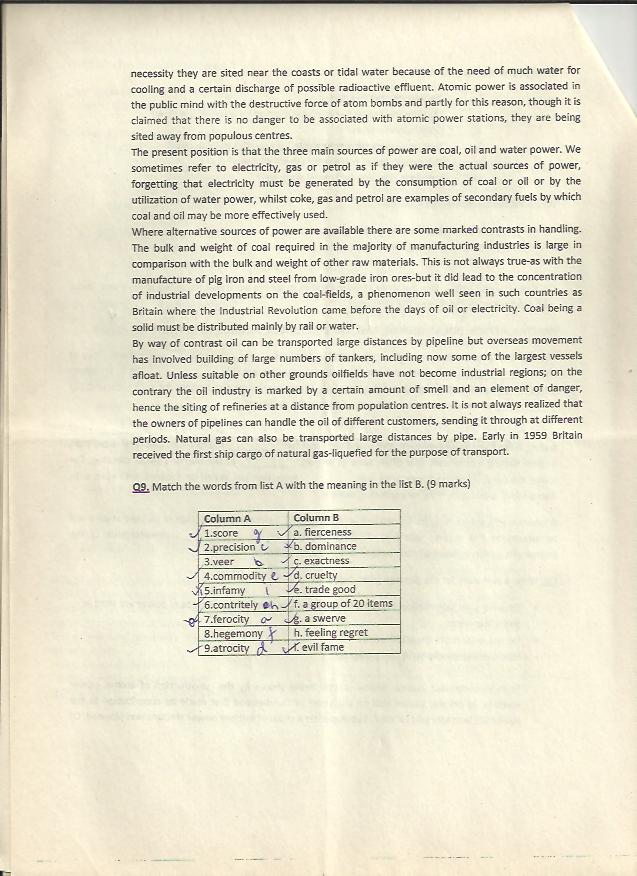 necessity they are sited near the coasts or tidal water because of the need of much water for
cooling and a certain discharge of possible radioactive effluent. Atomic power is associated in
the public mind with the destructive force of atom bombs and partly for this reason, though it is
claimed that there is no danger to be associated with atomic power stations, they are being
sited away from populous centres.
The present position is that the three main sources of power are coal, oil and water power. We
sometimes refer to electricity, gas or petrol as if they were the actual sources of power,
forgetting that electricity must be generated by the consumption of coal or oil or by the
utilization of water power, whilst coke, gas and petrol are examples of secondary fuels by which
coal and oil may be more effectively used.
Where alternative sources of power are available there are some marked contrasts in handling.
The bulk and weight of coal required in the majority of manufacturing industries is large in
comparison with the bulk and weight of other raw materials. This is not always true-as with the
manufacture of pig iron and steel from low-grade iron ores-but it did lead to the concentration
of industrial developments on the coal-fields, a phenomenon well seen in such countries as
Britain where the Industrial Revolution came before the days of oil or electricity. Coal being a
solid must be distributed mainly by rail or water.
By way of contrast oil can be transported large distances by pipeline but overseas movement
has involved building of large numbers of tankers, including now some of the largest vessels
afloat. Unless suitable on other grounds oilfields have not become industrial regions; on the
contrary the oil industry is marked by a certain amount of smell and an element of danger,
hence the siting of refineries at a distance from population centres. It is not always realized that
the owners of pipelines can handle the oil of different customers, sending it through at different
periods. Natural gas can also be transported large distances by pipe. Early in 1959 Britain
received the first ship cargo of natural gas-liquefied for the purpose of transport.
Q9. Match the words from list A with the meaning in the list B. (9 marks)
Column A Column B
1.score g a. fierceness
2.precision c b. dominance
3.veer b c. exactness
4.commodity e d. cruelty
5.infamy i e. trade good
6.contritely h f. a group of 20 items
7.ferocity a g. a swerve
8.hegemony f h. feeling regret
9.atrocity d evil fame